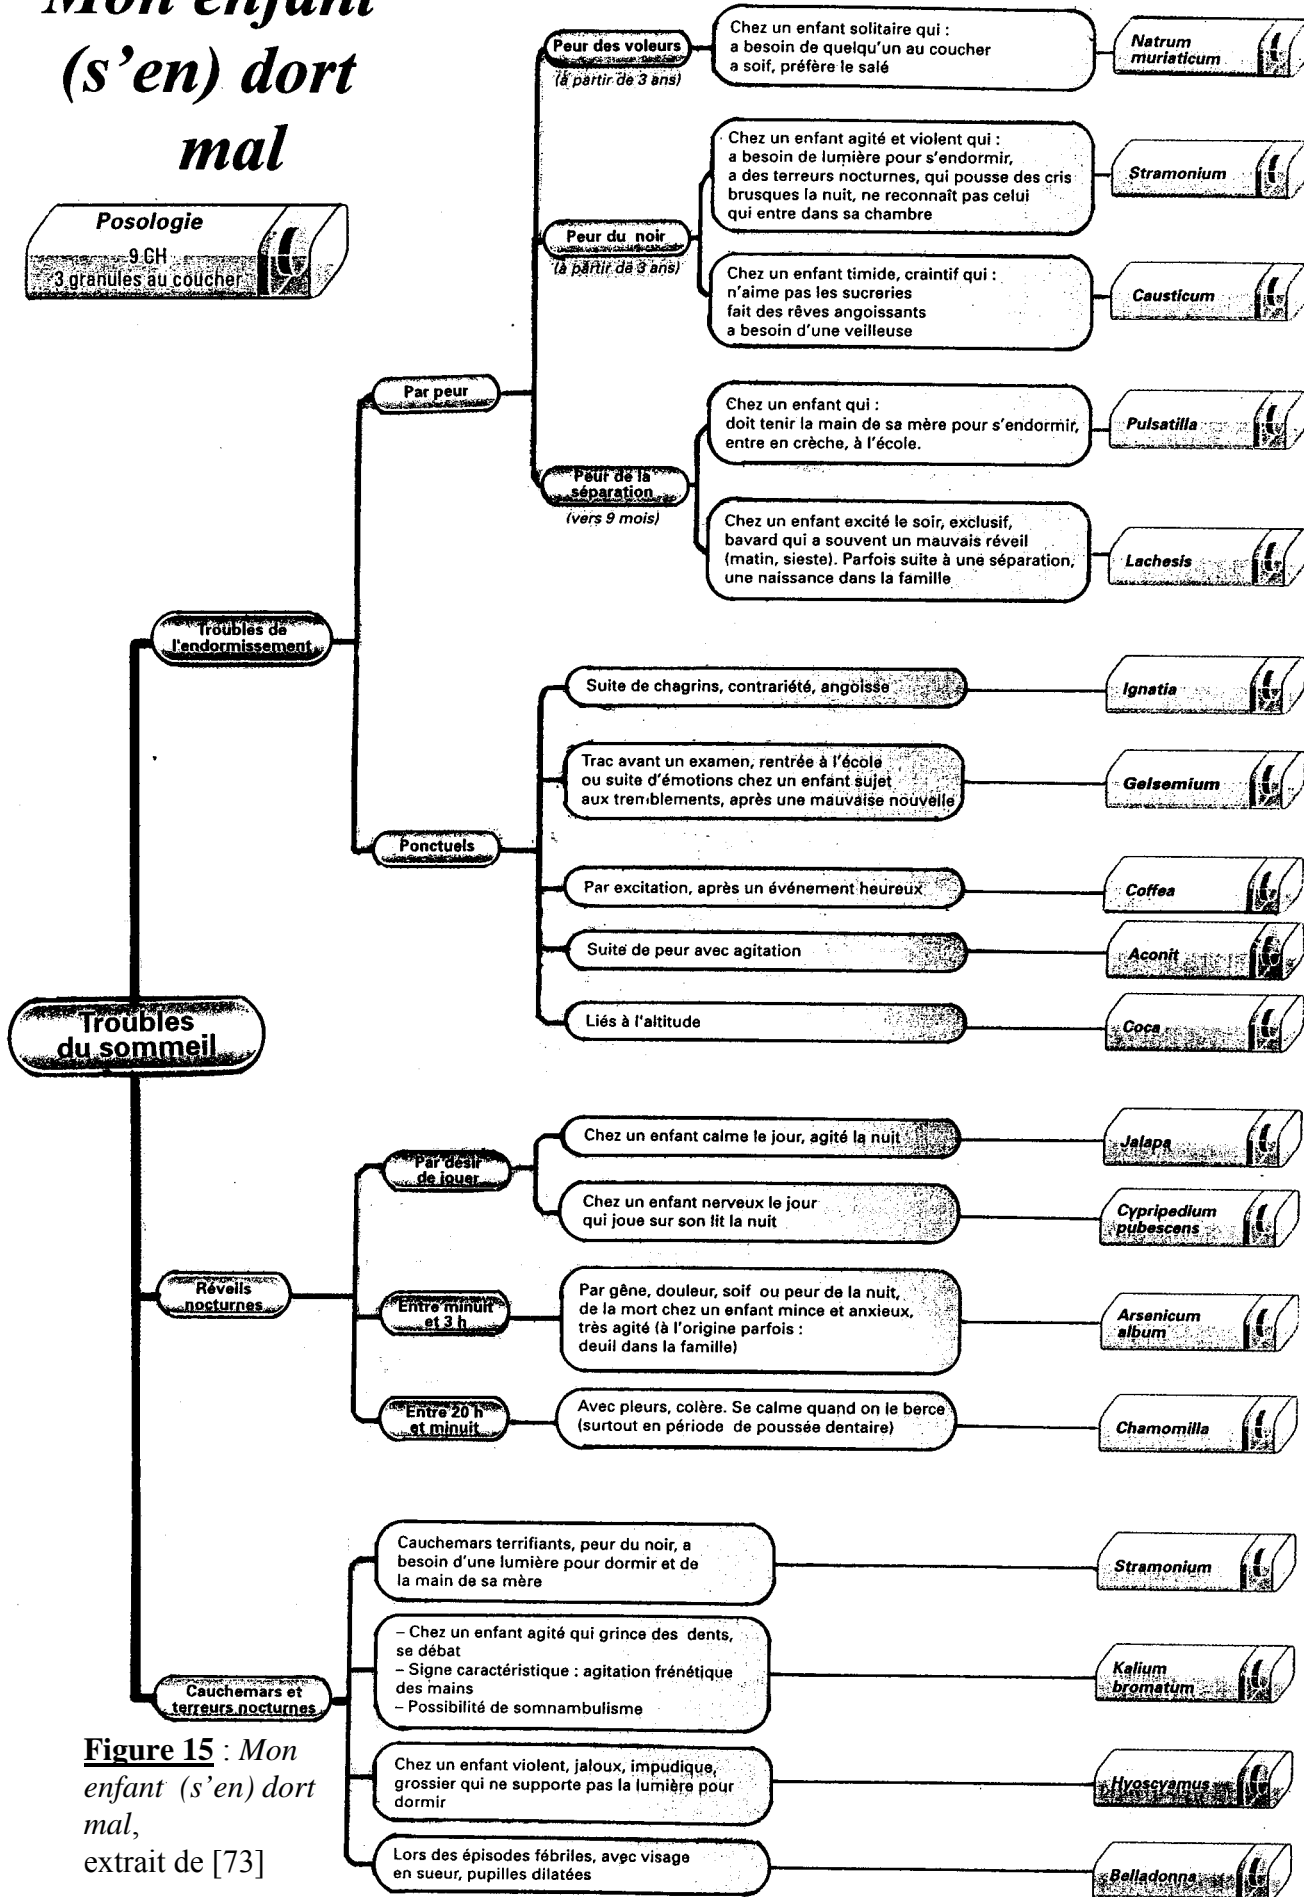 Mon enfant
(s’en) dort
mal
Posologie
9 CH
3 granules au coucher
Troubles
du sommeil
Troubles de
l'endormissement
Par peur
Peur des voleurs
(à partir de 3 ans)
Chez un enfant solitaire qui :
a besoin de quelqu'un au coucher
a soif, préfère le salé
Natrum
muriaticum
Peur du noir
(à partir de 3 ans)
Chez un enfant agité et violent qui :
a besoin de lumière pour s'endormir,
a des terreurs nocturnes, qui pousse des cris
brusques la nuit, ne reconnaît pas celui
qui entre dans sa chambre
Stramonium
Chez un enfant timide, craintif qui :
n'aime pas les sucreries
fait des rêves angoissants
a besoin d'une veilleuse
Causticum
Peur de la
séparation
(vers 9 mois)
Chez un enfant qui :
doit tenir la main de sa mère pour s'endormir,
entre en crèche, à l'école.
Pulsatilla
Chez un enfant excité le soir, exclusif,
bavard qui a souvent un mauvais réveil
(matin, sieste). Parfois suite à une séparation,
une naissance dans la famille
Lachesis
Ponctuels
Suite de chagrins, contrariété, angoisse
Ignatia
Trac avant un examen, rentrée à l'école
ou suite d'émotions chez un enfant sujet
aux tremblements, après une mauvaise nouvelle
Gelsemium
Par excitation, après un événement heureux
Coffea
Suite de peur avec agitation
Aconit
Liés à l'altitude
Coca
Réveils
nocturnes
Par désir
de jouer
Chez un enfant calme le jour, agité la nuit
Jalapa
Chez un enfant nerveux le jour
qui joue sur son lit la nuit
Cypripedium
pubescens
Entre minuit
et 3 h
Par gêne, douleur, soif ou peur de la nuit,
de la mort chez un enfant mince et anxieux,
très agité (à l'origine parfois :
deuil dans la famille)
Arsenicum
album
Entre 20 h
et minuit
Avec pleurs, colère. Se calme quand on le berce
(surtout en période de poussée dentaire)
Chamomilla
Cauchemars et
terreurs nocturnes
Cauchemars terrifiants, peur du noir, a
besoin d'une lumière pour dormir et de
la main de sa mère
Stramonium
– Chez un enfant agité qui grince des dents,
se débat
– Signe caractéristique : agitation frénétique
des mains
– Possibilité de somnambulisme
Kalium
bromatum
Chez un enfant violent, jaloux, impudique,
grossier qui ne supporte pas la lumière pour
dormir
Hyoscyamus
Lors des épisodes fébriles, avec visage
en sueur, pupilles dilatées
Belladonna
Figure 15 : Mon
enfant (s’en) dort
mal,
extrait de [73]